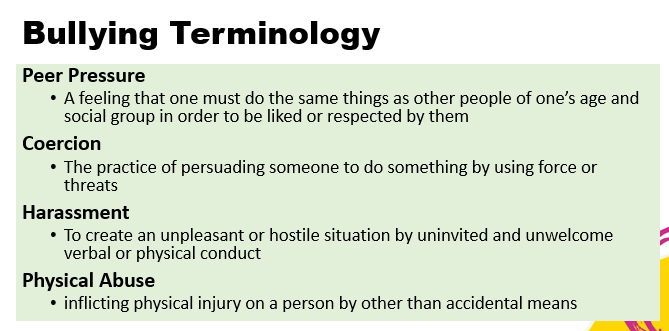 Bullying Terminology
Peer Pressure
• A feeling that one must do the same things as other people of one's age and
social group in order to be liked or respected by them
Coercion
• The practice of persuading someone to do something by using force or
threats
Harassment
• To create an unpleasant or hostile situation by uninvited and unwelcome
verbal or physical conduct
Physical Abuse
• inflicting physical injury on a person by other than accidental means